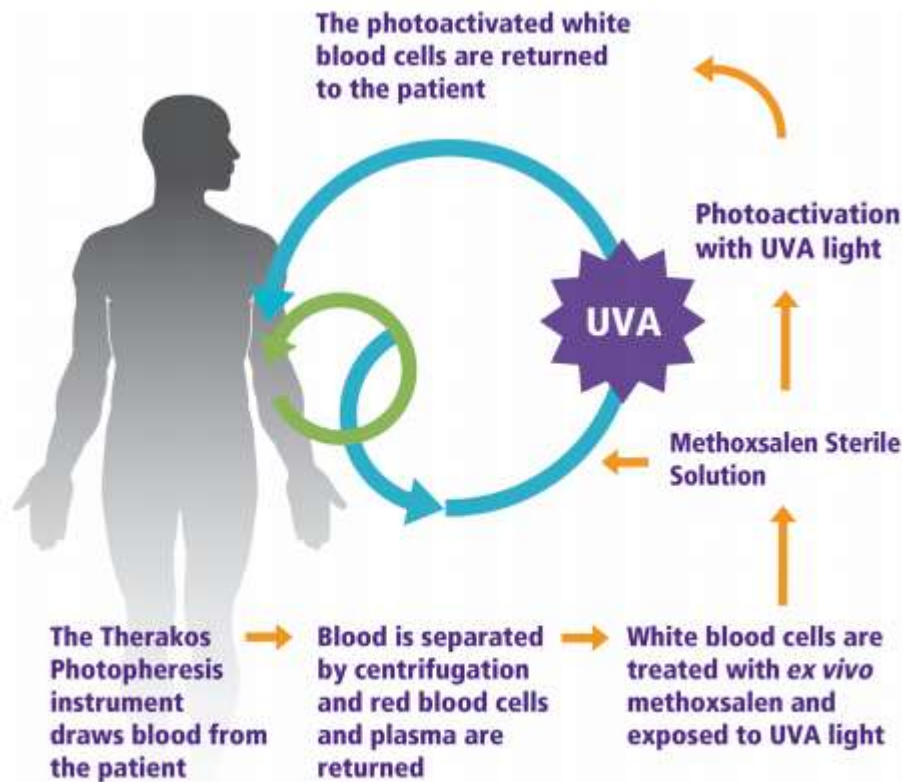 The photoactivated white
blood cells are returned
to the patient
Photoactivation
with UVA light
UVA
Methoxsalen Sterile
Solution
The Therakos
Photopheresis
instrument
draws blood from
the patient
Blood is separated
by centrifugation
and red blood cells
and plasma are
returned
White blood cells are
treated with ex vivo
methoxsalen and
exposed to UVA light